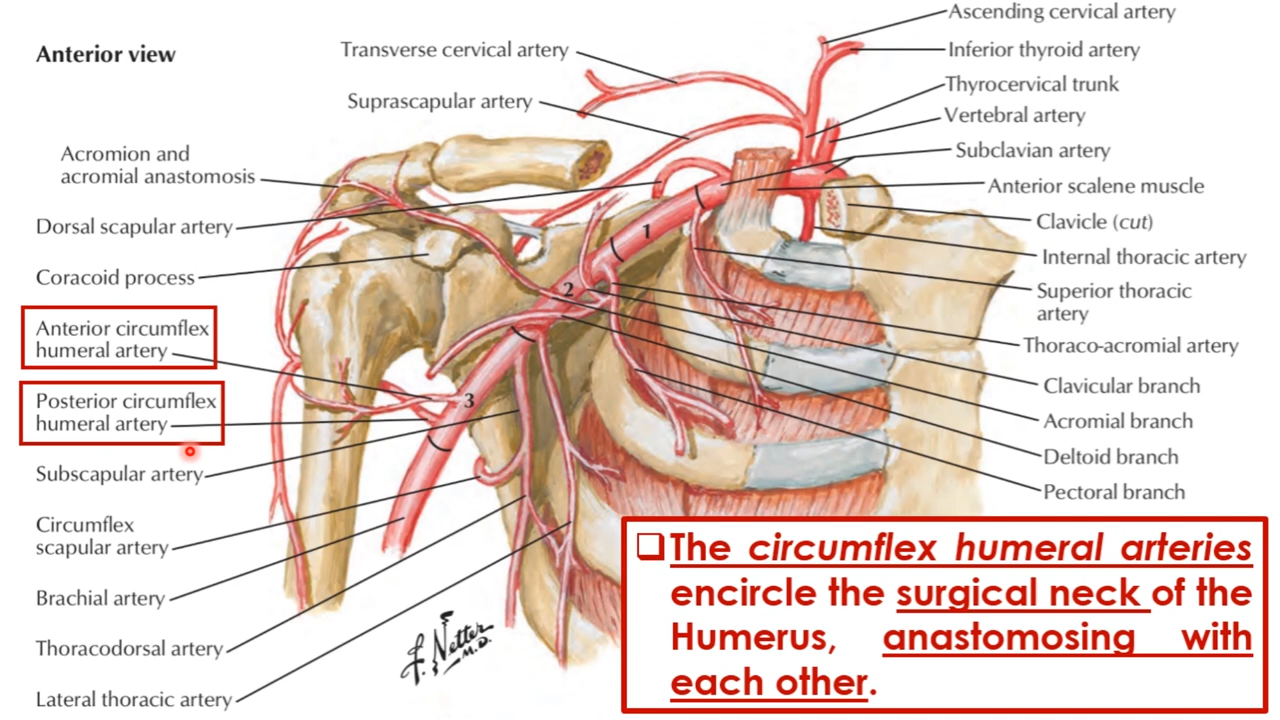 Anterior view
Transverse cervical artery
Suprascapular artery
Acromion and
acromial anastomosis
Dorsal scapular artery
Coracoid process
Anterior circumflex
humeral artery
Posterior circumflex
humeral artery
Subscapular artery
Circumflex
scapular artery
Brachial artery
Thoracodorsal artery
Lateral thoracic artery
Ascending cervical artery
Inferior thyroid artery
Thyrocervical trunk
Vertebral artery
Subclavian artery
Anterior scalene muscle
Clavicle (cut)
Internal thoracic artery
Superior thoracic
artery
Thoraco-acromial artery
Clavicular branch
Acromial branch
Deltoid branch
Pectoral branch
1
2
3
F. Netter
M.D.
The circumflex humeral arteries
encircle the surgical neck of the
Humerus, anastomosing with
each other.